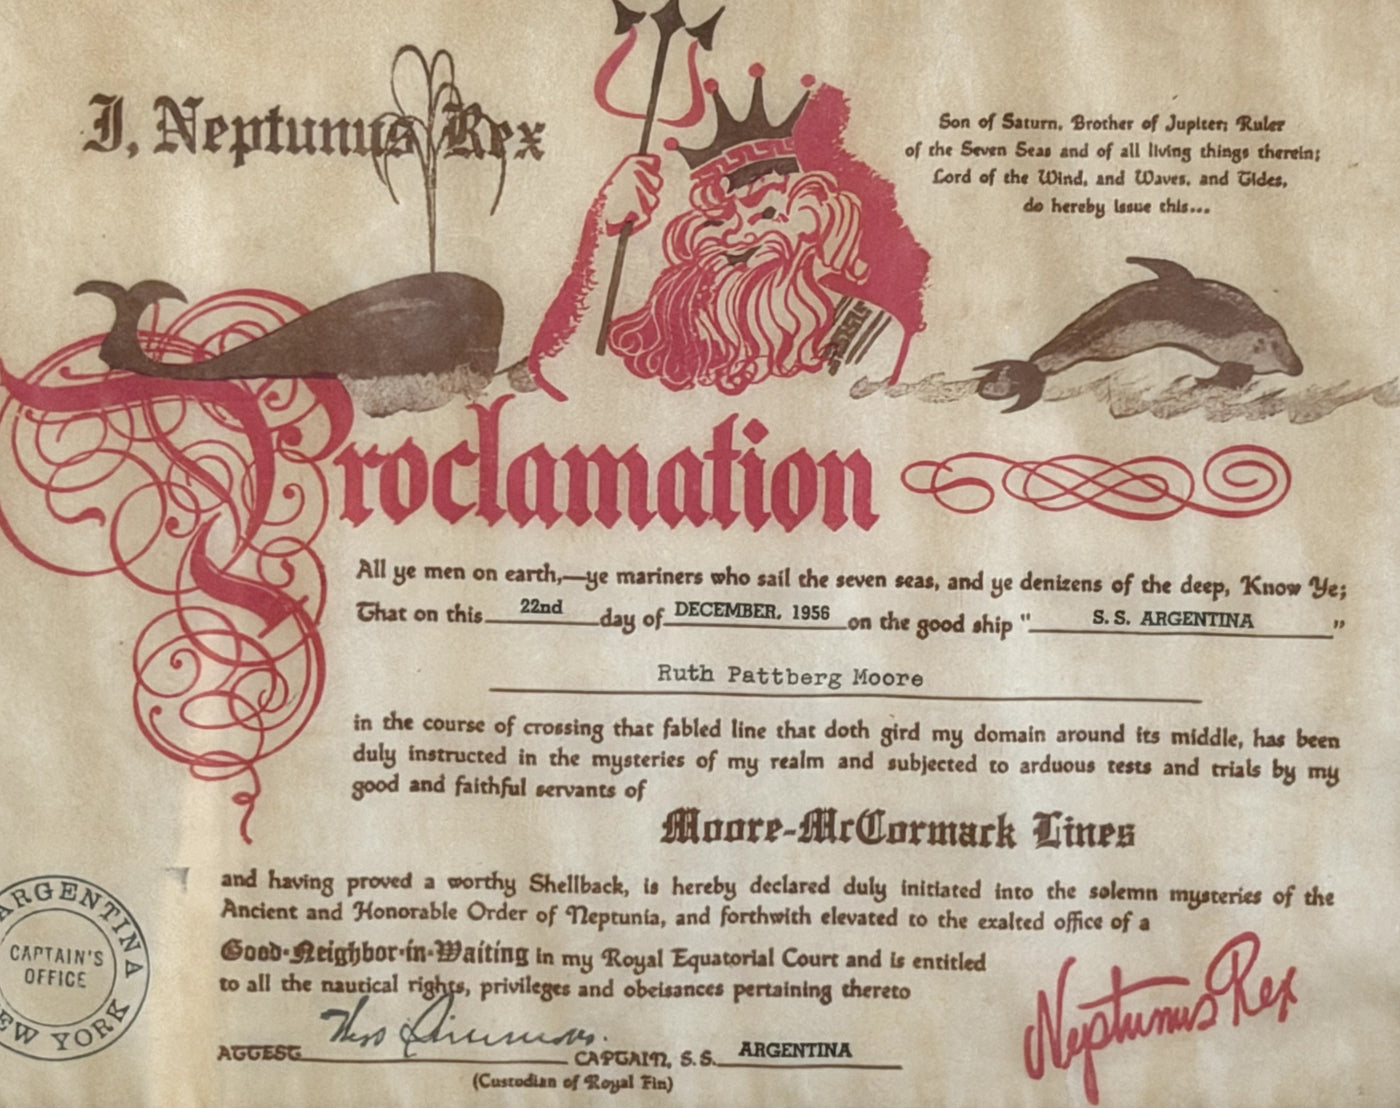 I, Neptunus Rex
Son of Saturn, Brother of Jupiter; Ruler
of the Seven Seas and of all living things therein;
Lord of the Wind, and Waves, and Tides,
do hereby issue this...
Proclamation
All ye men on earth,—ye mariners who sail the seven seas, and ye denizens of the deep, Know Ye;
That on this 22nd day of DECEMBER, 1956 on the good ship "S. S. ARGENTINA"
Ruth Pattberg Moore
in the course of crossing that fabled line that doth gird my domain around its middle, has been
duly instructed in the mysteries of my realm and subjected to arduous tests and trials by my
good and faithful servants of
Moore-McCormack Lines
and having proved a worthy Shellback, is hereby declared duly initiated into the solemn mysteries of the
Ancient and Honorable Order of Neptunia, and forthwith elevated to the exalted office of a
Good-Neighbor-in-Waiting in my Royal Equatorial Court and is entitled
to all the nautical rights, privileges and obeisances pertaining thereto
ATTEST Thos Simmons. CAPTAIN, S. S. ARGENTINA
(Custodian of Royal Fin)
Neptunus Rex
ARGENTINA
CAPTAIN'S
OFFICE
NEW YORK